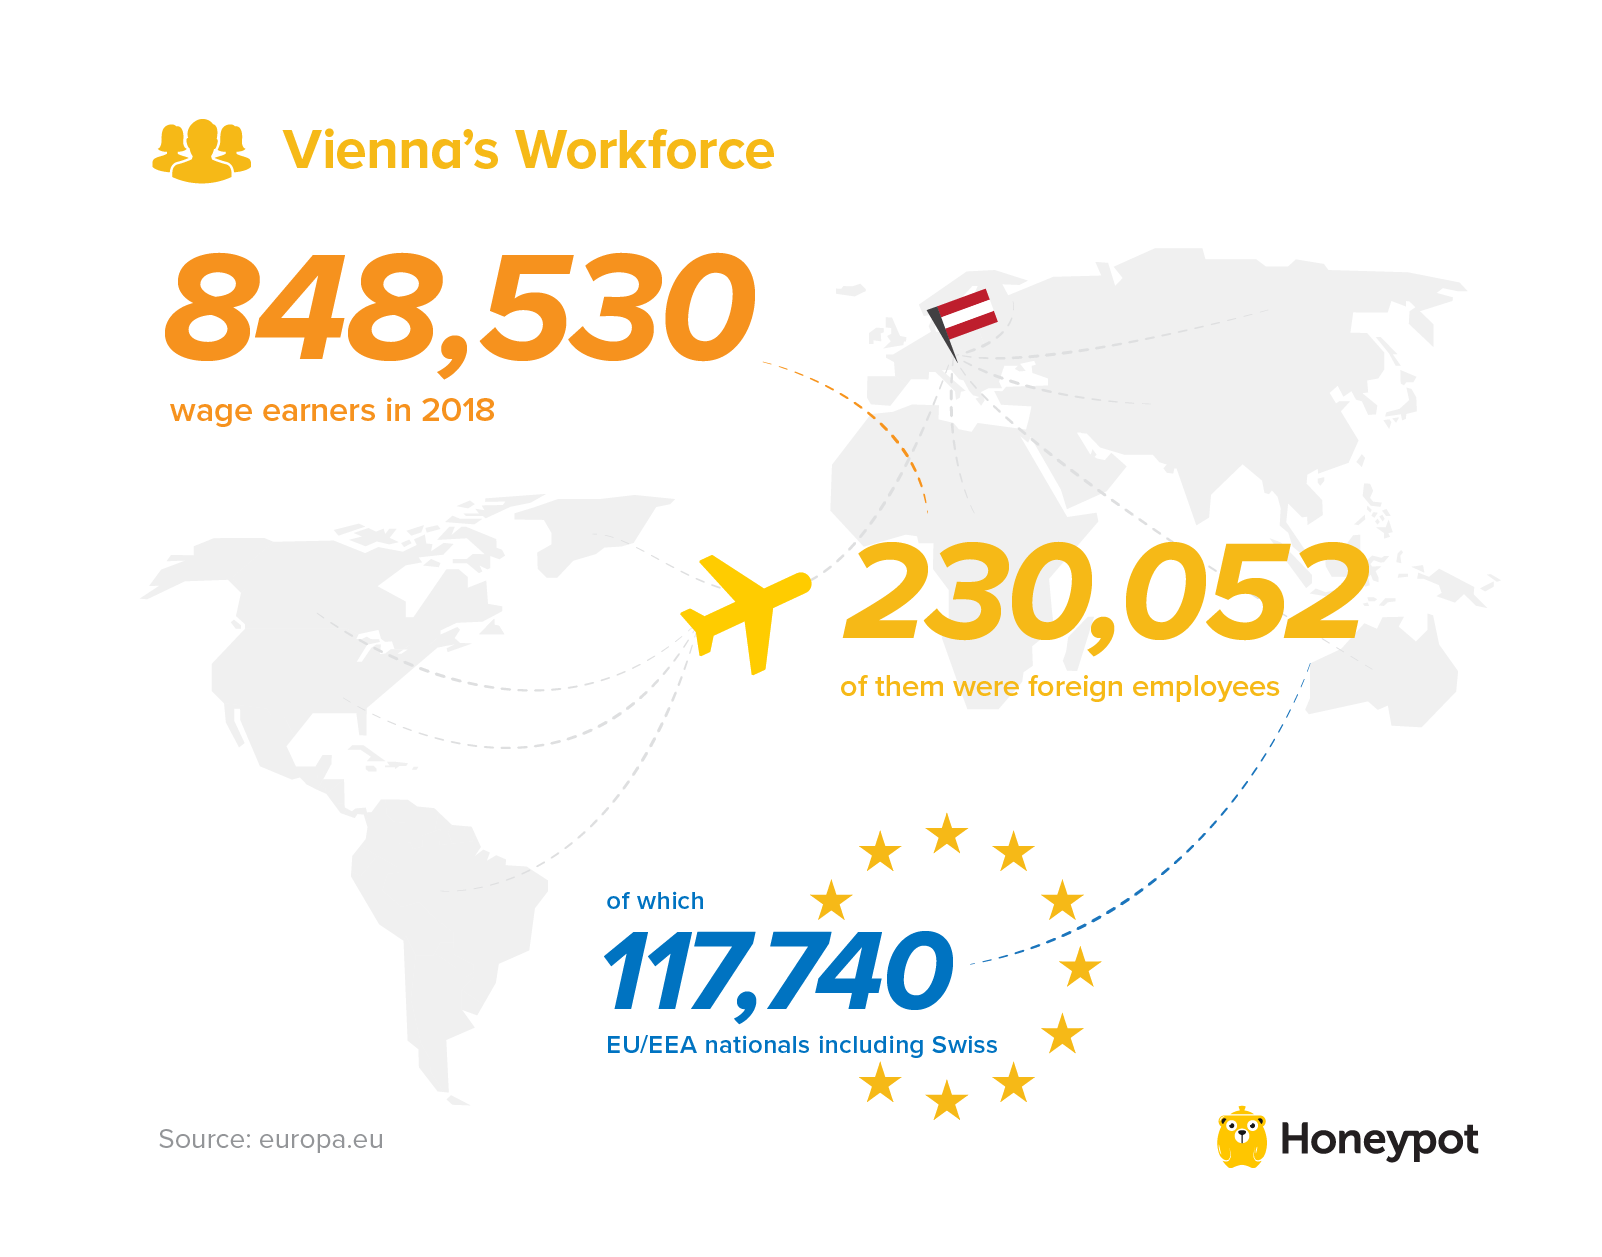 Vienna’s Workforce
848,530
wage earners in 2018
230,052
of them were foreign employees
of which
117,740
EU/EEA nationals including Swiss
Source: europa.eu
Honeypot